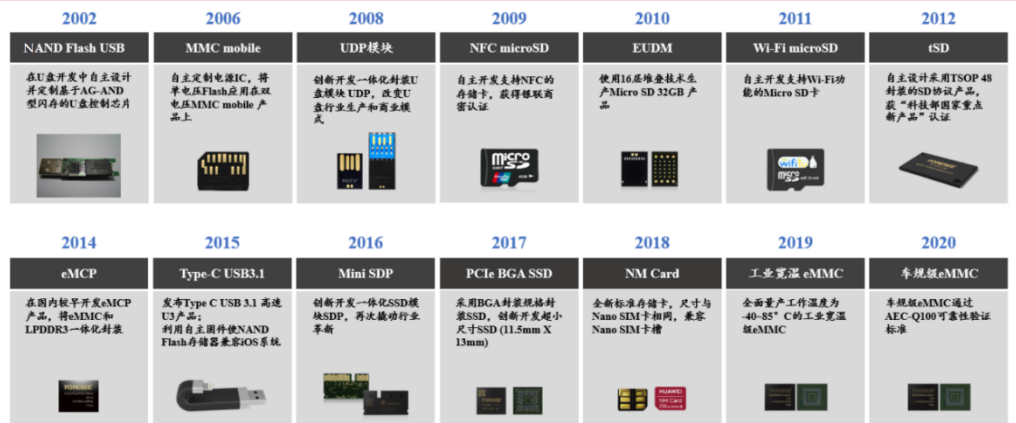 2002 2006 2008 2009 2010 2011 2012
NAND Flash USB MMC mobile UDP模块 NFC microSD EUDM Wi-Fi microSD tSD
在U盘开发中自主设计
并定制基于AG-AND
型闪存的U盘控制芯片
自主定制电源IC，将
单电压Flash应用在双
电压MMC mobile 产
品上
创新开发一体化封装U
盘模块 UDP，改变U
盘行业生产和商业模
式
自主开发支持NFC的
存储卡，获得银联商
密认证
使用16层堆叠技术生
产Micro SD 32GB 产
品
自主开发支持Wi-Fi功
能的Micro SD卡
自主设计采用TSOP 48
封装的SD协议产品，
获“科技部国家重点
新产品”认证
micro
SD
wifi
micro
SD
FORESEE
2014 2015 2016 2017 2018 2019 2020
eMCP Type-C USB3.1 Mini SDP PCIe BGA SSD NM Card 工业宽温 eMMC 车规级eMMC
在国内较早开发eMCP
产品，将eMMC和
LPDDR3一体化封装
发布Type C USB 3.1 高速
U3产品；
利用自主固件使NAND
Flash存储器兼容iOS系统
创新开发一体化SSD模
块SDP，再次撬动行业
革新
采用BGA封装规格封
装SSD，创新开发超小
尺寸SSD (11.5mm X
13mm)
全新标准存储卡，尺寸与
Nano SIM卡相同，兼容
Nano SIM卡槽
全面量产工作温度为
-40~85°C的工业宽温
级eMMC
车规级eMMC通过
AEC-Q100可靠性验证
标准
FORESEE
HUAWEI
NM Card